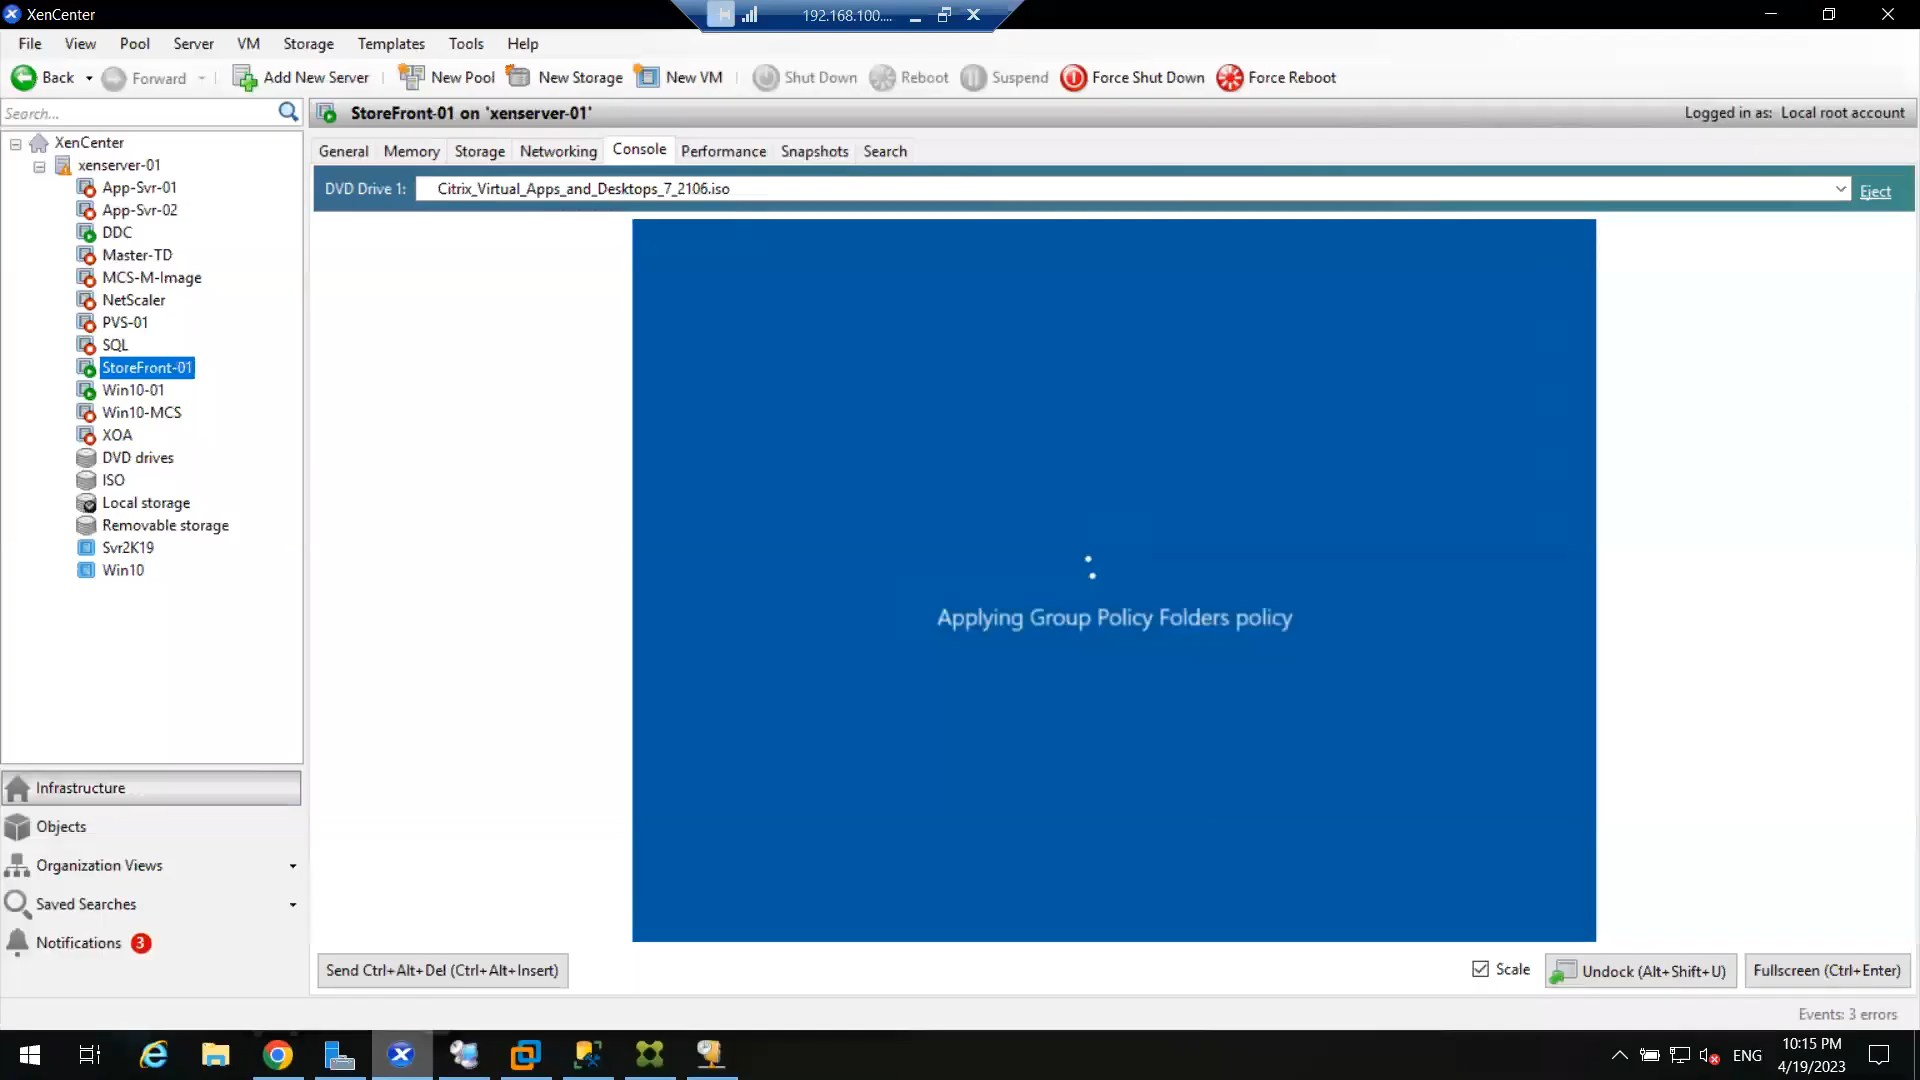 XenCenter
192.168.100....
File View Pool Server VM Storage Templates Tools Help
Back Forward Add New Server New Pool New Storage New VM Shut Down Reboot Suspend Force Shut Down Force Reboot
Search...
StoreFront-01 on 'xenserver-01'
Logged in as: Local root account
XenCenter
xenserver-01
App-Svr-01
App-Svr-02
DDC
Master-TD
MCS-M-Image
NetScaler
PVS-01
SQL
StoreFront-01
Win10-01
Win10-MCS
XOA
DVD drives
ISO
Local storage
Removable storage
Svr2K19
Win10
General Memory Storage Networking Console Performance Snapshots Search
DVD Drive 1: Citrix_Virtual_Apps_and_Desktops_7_2106.iso Eject
Applying Group Policy Folders policy
Infrastructure
Objects
Organization Views
Saved Searches
Notifications 3
Send Ctrl+Alt+Del (Ctrl+Alt+Insert)
Scale Undock (Alt+Shift+U) Fullscreen (Ctrl+Enter)
Events: 3 errors
ENG
10:15 PM
4/19/2023